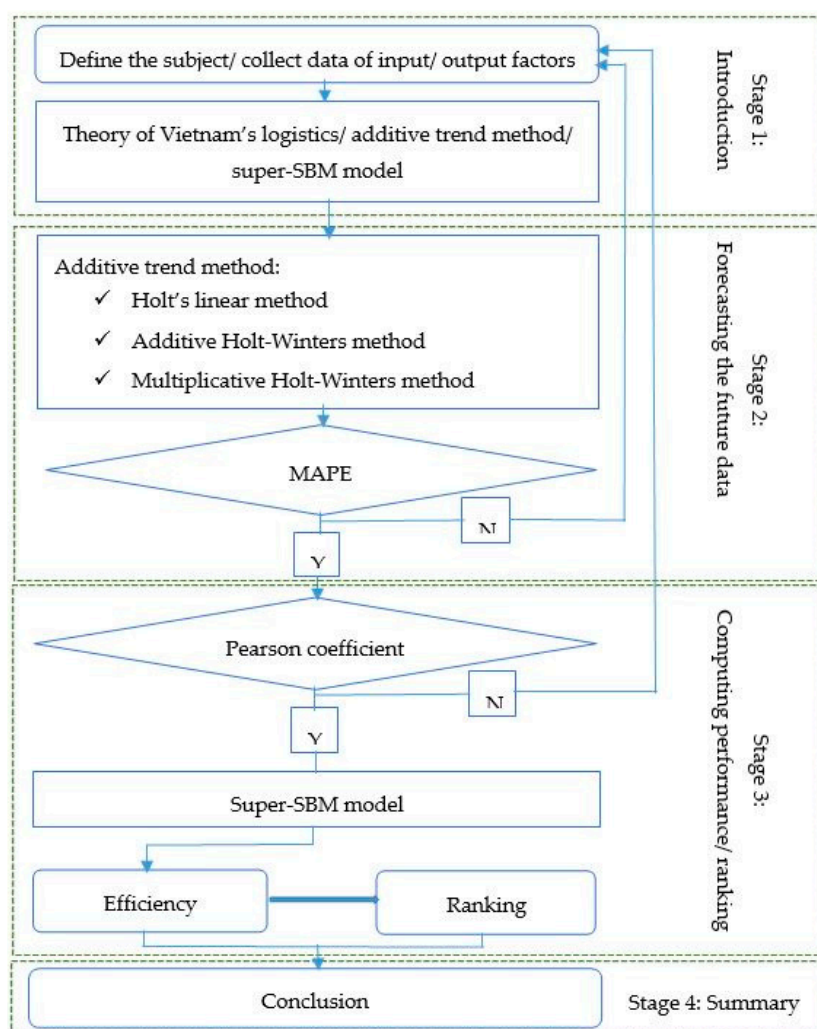 Define the subject/ collect data of input/ output factors
Theory of Vietnam's logistics/ additive trend method/
super-SBM model
Stage 1:
Introduction
Additive trend method:
✓ Holt's linear method
✓ Additive Holt-Winters method
✓ Multiplicative Holt-Winters method
MAPE
N
Y
Stage 2:
Forecasting the future data
Pearson coefficient
N
Y
Super-SBM model
Efficiency
Ranking
Stage 3:
Computing performance/ ranking
Conclusion
Stage 4: Summary